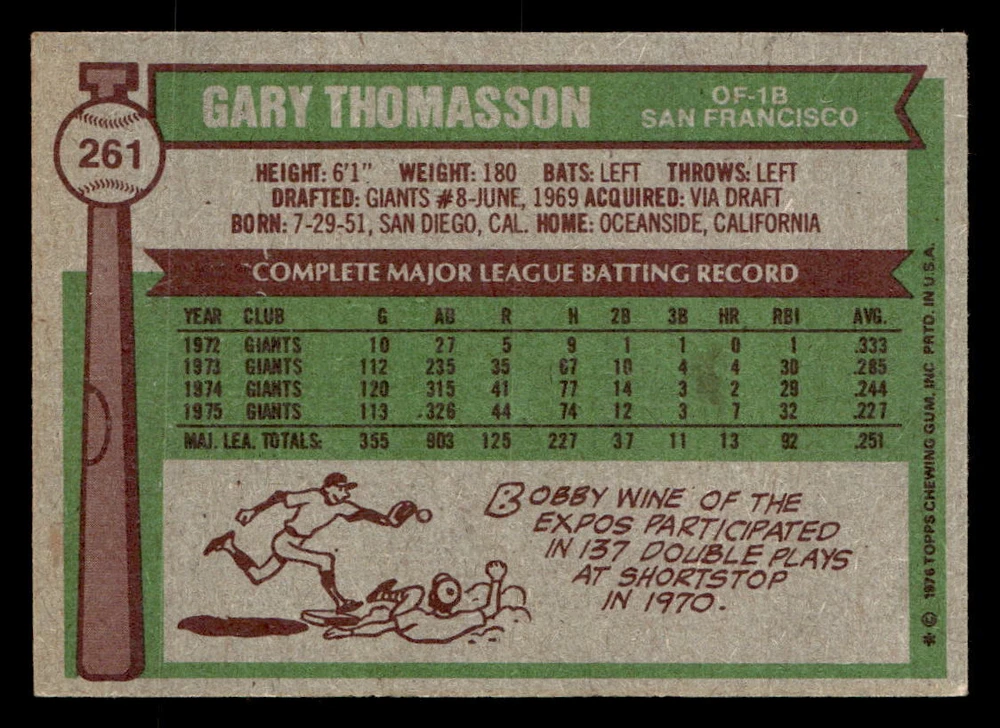 261
GARY THOMASSON
OF-1B
SAN FRANCISCO
HEIGHT: 6'1" WEIGHT: 180 BATS: LEFT THROWS: LEFT
DRAFTED: GIANTS #8-JUNE, 1969 ACQUIRED: VIA DRAFT
BORN: 7-29-51, SAN DIEGO, CAL. HOME: OCEANSIDE, CALIFORNIA
COMPLETE MAJOR LEAGUE BATTING RECORD
YEAR CLUB G AB R H 2B 3B HR RBI AVG.
1972 GIANTS 10 27 5 9 1 1 0 1 .333
1973 GIANTS 112 235 35 67 10 4 4 30 .285
1974 GIANTS 120 315 41 77 14 3 2 29 .244
1975 GIANTS 113 326 44 74 12 3 7 32 .227
MAJ. LEA. TOTALS: 355 903 125 227 37 11 13 92 .251
BOBBY WINE OF THE
EXPOS PARTICIPATED
IN 137 DOUBLE PLAYS
AT SHORTSTOP
IN 1970.
* © 1976 TOPPS CHEWING GUM, INC PRTD. IN U.S.A.